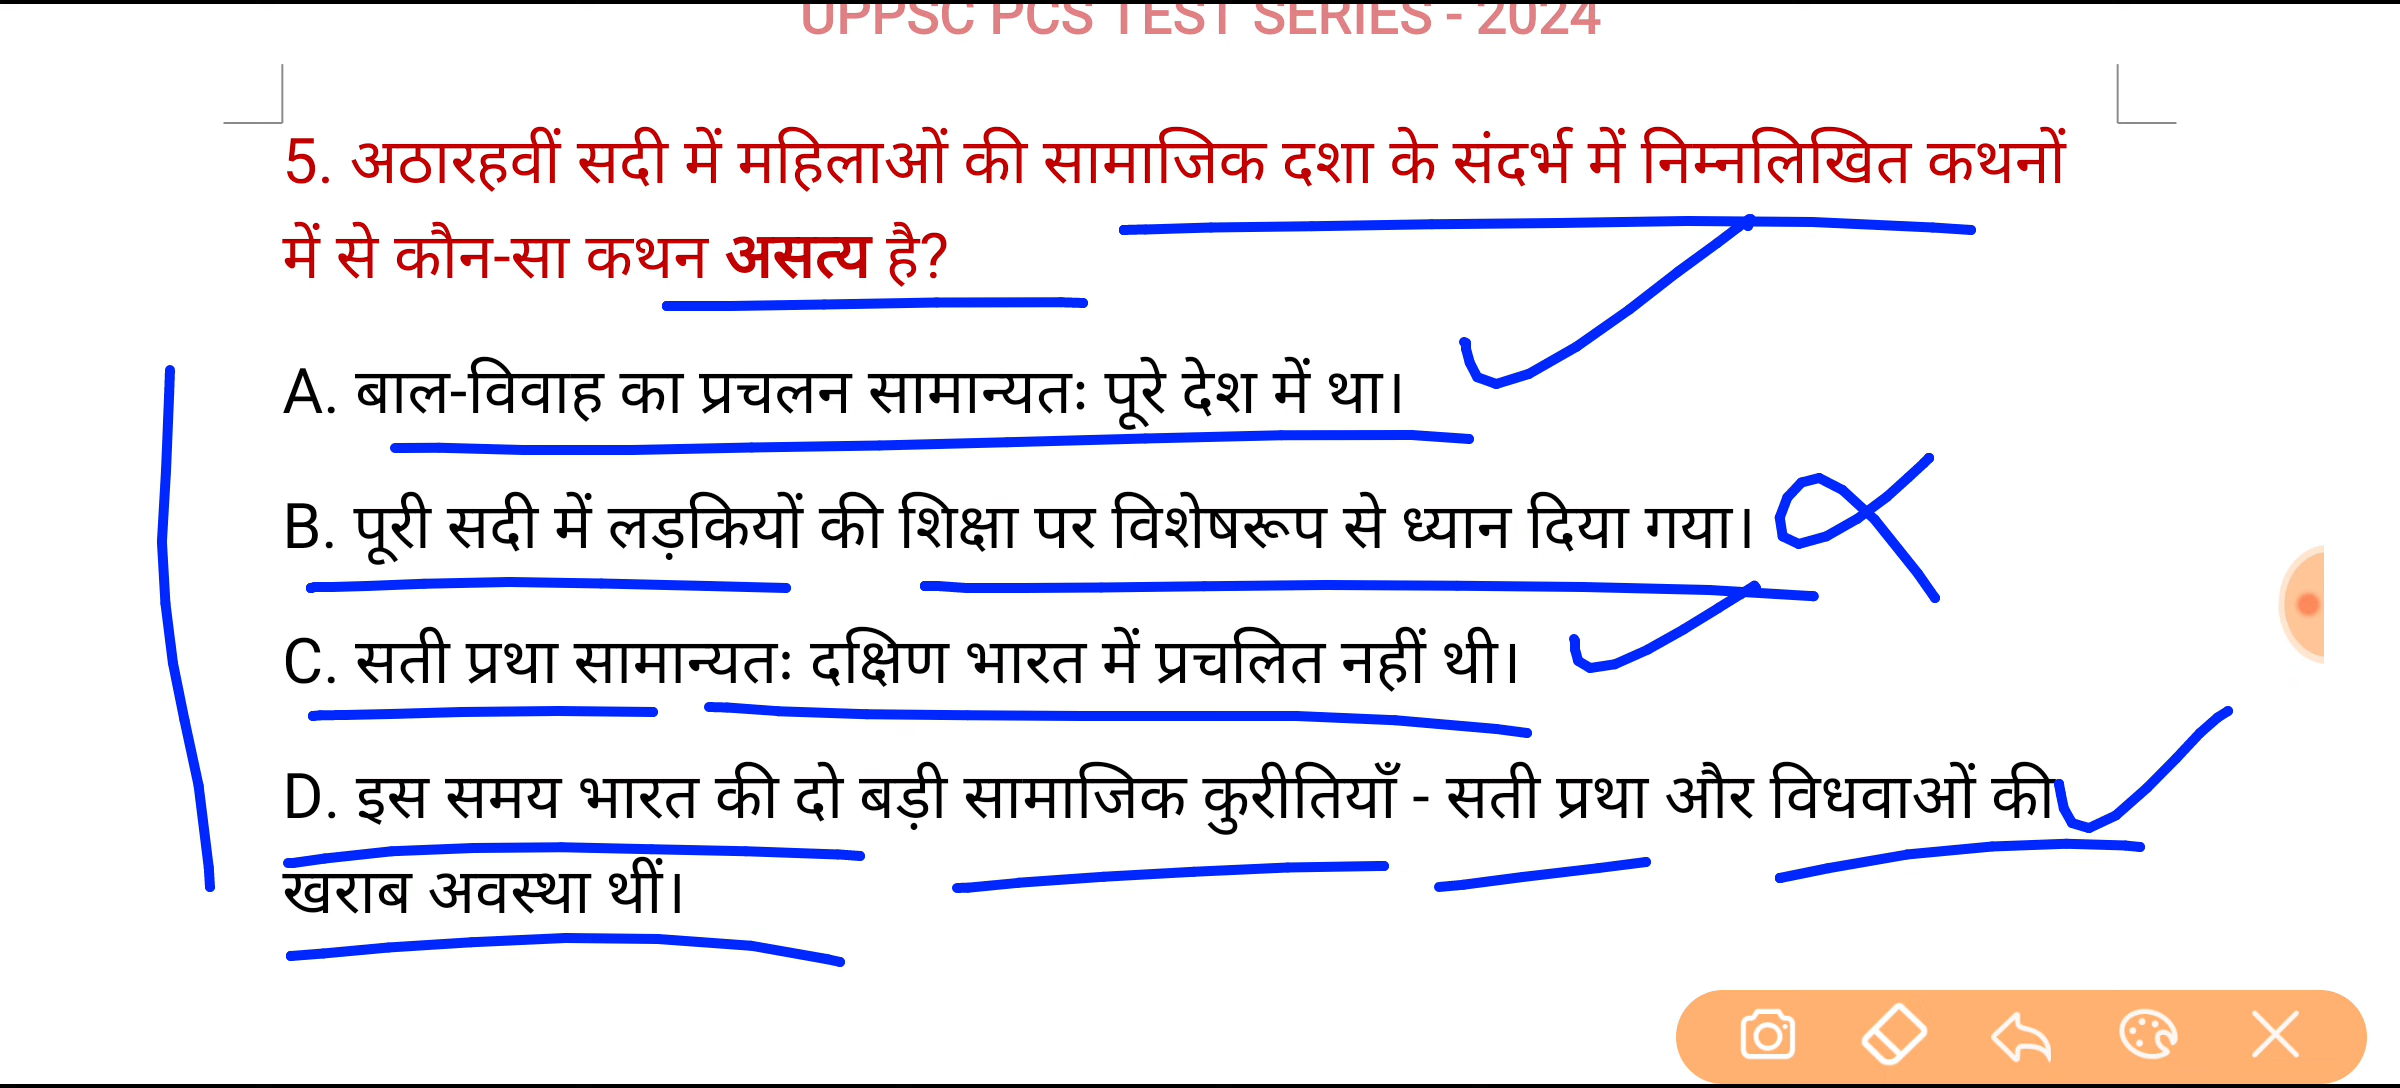 UPPSC PCS TEST SERIES - 2024
5. अठारहवीं सदी में महिलाओं की सामाजिक दशा के संदर्भ में निम्नलिखित कथनों
में से कौन-सा कथन असत्य है?
A. बाल-विवाह का प्रचलन सामान्यतः पूरे देश में था।
B. पूरी सदी में लड़कियों की शिक्षा पर विशेषरूप से ध्यान दिया गया।
C. सती प्रथा सामान्यतः दक्षिण भारत में प्रचलित नहीं थी।
D. इस समय भारत की दो बड़ी सामाजिक कुरीतियाँ - सती प्रथा और विधवाओं की
खराब अवस्था थीं।